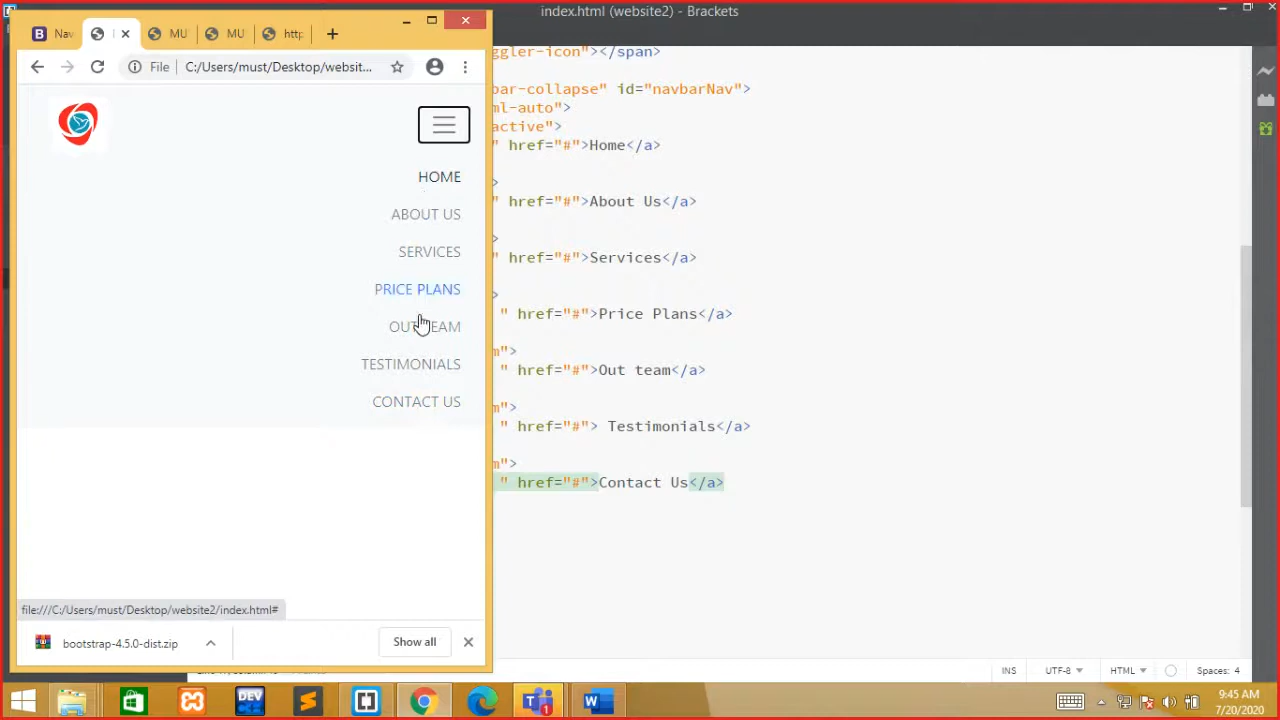 index.html (website2) - Brackets
B Nav
MU
MU
http
File C:/Users/must/Desktop/websit...
HOME
ABOUT US
SERVICES
PRICE PLANS
OUT TEAM
TESTIMONIALS
CONTACT US
file:///C:/Users/must/Desktop/website2/index.html#
bootstrap-4.5.0-dist.zip
Show all
ggler-icon"></span>
bar-collapse" id="navbarNav">
ml-auto">
active">
" href="#">Home</a>
>
" href="#">About Us</a>
>
" href="#">Services</a>
>
" href="#">Price Plans</a>
m">
" href="#">Out team</a>
m">
" href="#"> Testimonials</a>
m">
" href="#">Contact Us</a>
INS UTF-8 HTML Spaces: 4
DEV
W
9:45 AM
7/20/2020